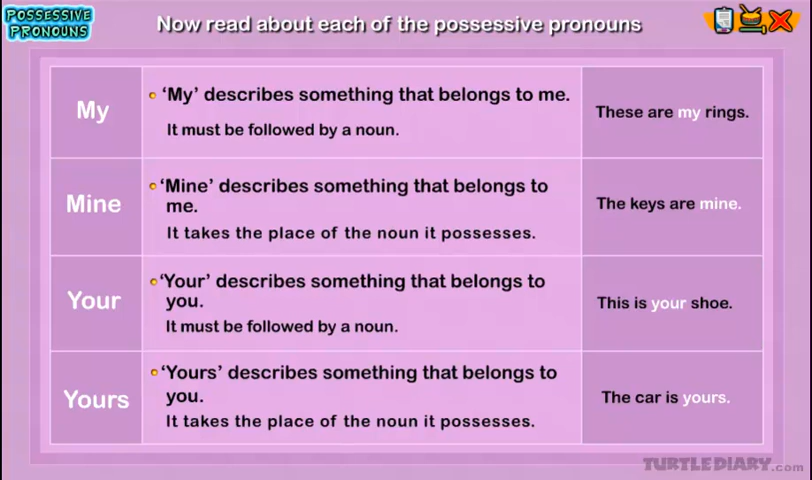 POSSESSIVE
PRONOUNS
Now read about each of the possessive pronouns
My
‘My’ describes something that belongs to me.
It must be followed by a noun.
These are my rings.
Mine
‘Mine’ describes something that belongs to
me.
It takes the place of the noun it possesses.
The keys are mine.
Your
‘Your’ describes something that belongs to
you.
It must be followed by a noun.
This is your shoe.
Yours
‘Yours’ describes something that belongs to
you.
It takes the place of the noun it possesses.
The car is yours.
TURTLEDIARY.com